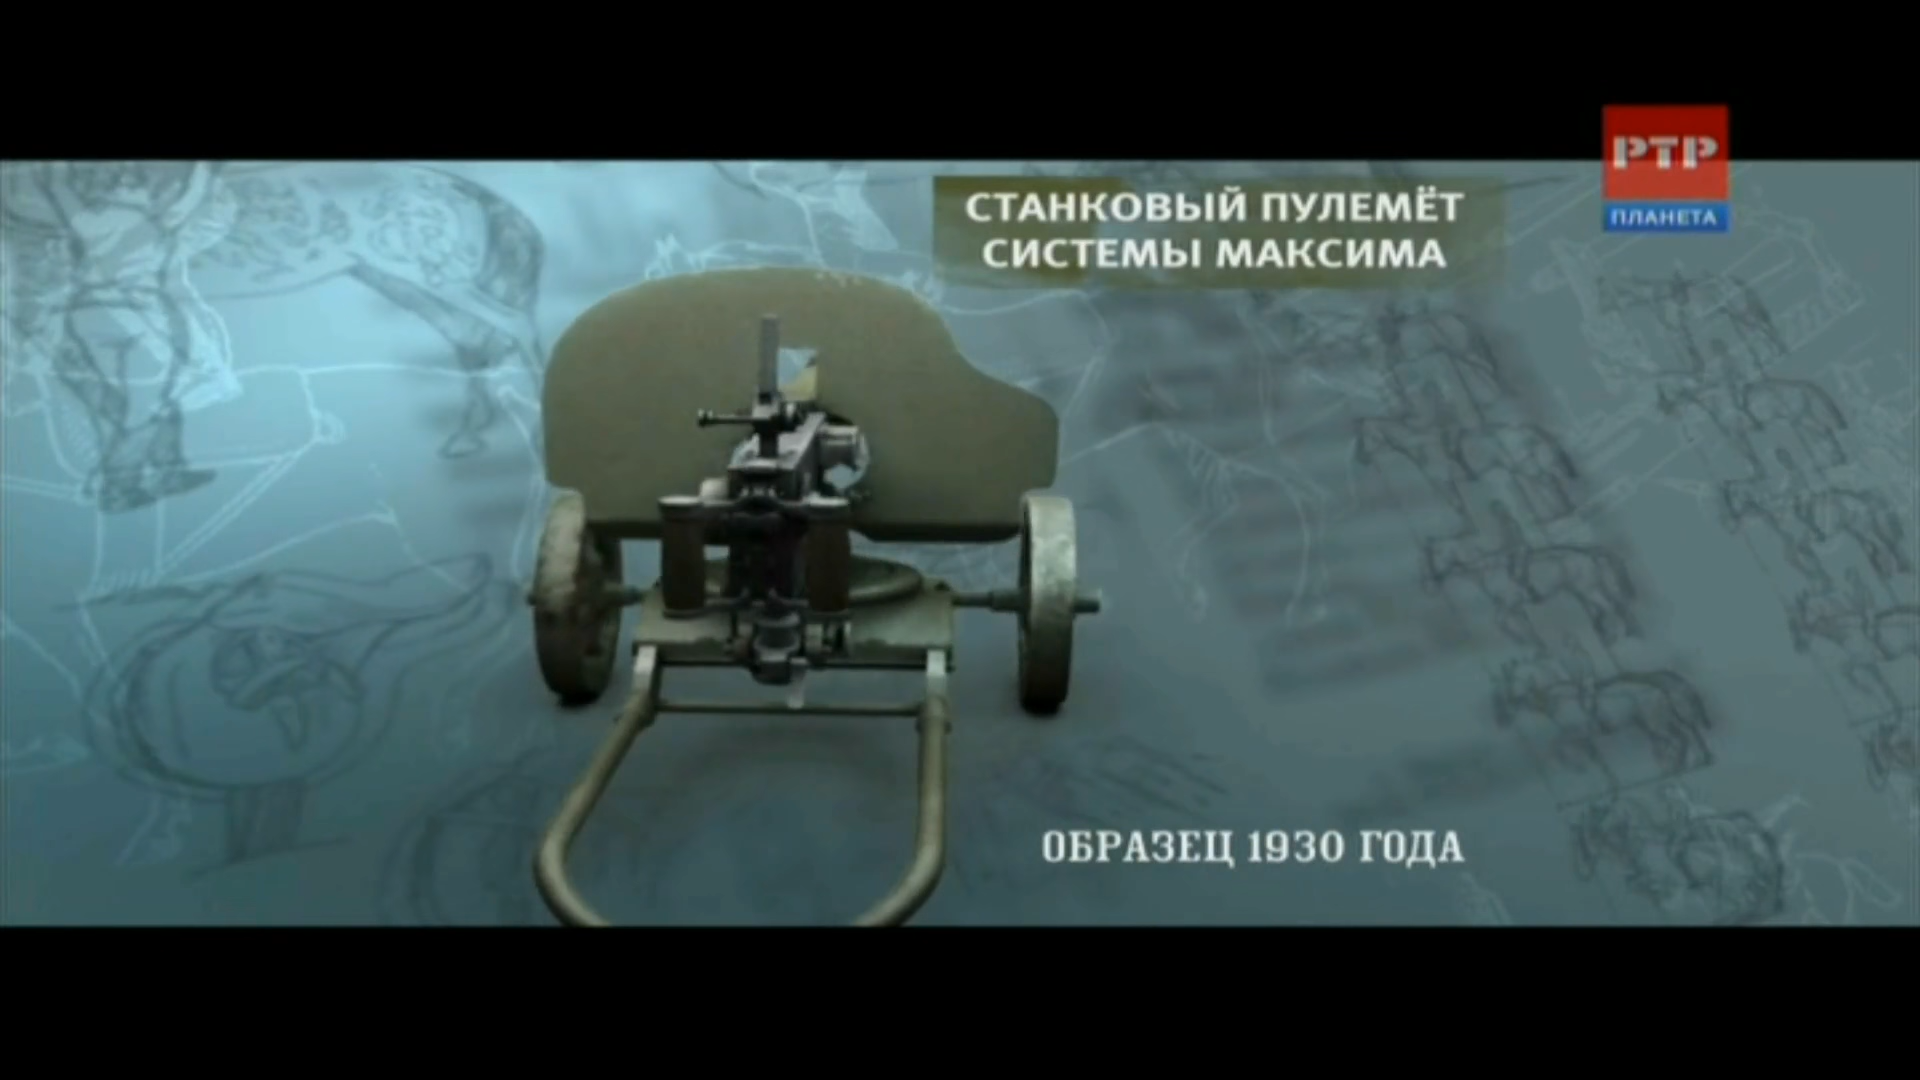 РТР
ПЛАНЕТА
СТАНКОВЫЙ ПУЛЕМЁТ
СИСТЕМЫ МАКСИМА
ОБРАЗЕЦ 1930 ГОДА